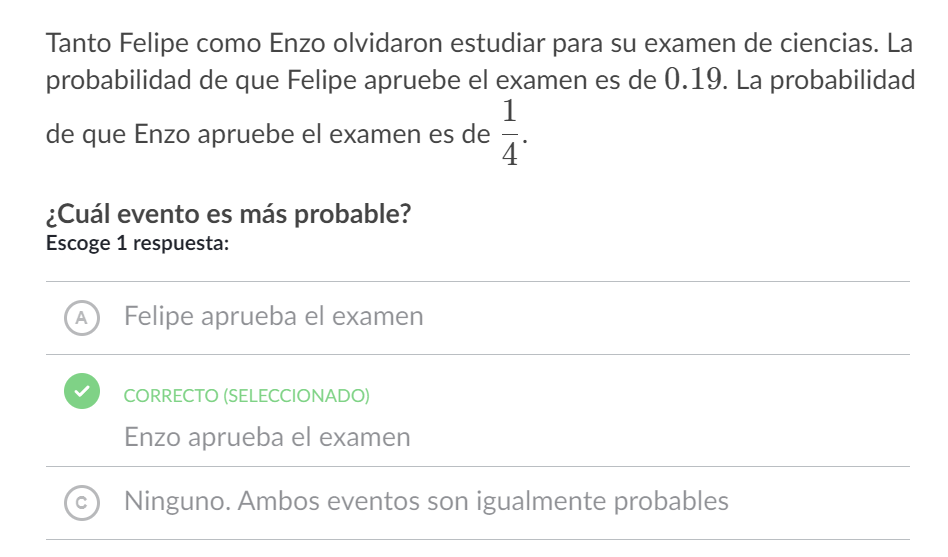 Tanto Felipe como Enzo olvidaron estudiar para su examen de ciencias. La
probabilidad de que Felipe apruebe el examen es de 0.19. La probabilidad
de que Enzo apruebe el examen es de 1/4.
¿Cuál evento es más probable?
Escoge 1 respuesta:
A Felipe aprueba el examen
CORRECTO (SELECCIONADO)
Enzo aprueba el examen
C Ninguno. Ambos eventos son igualmente probables